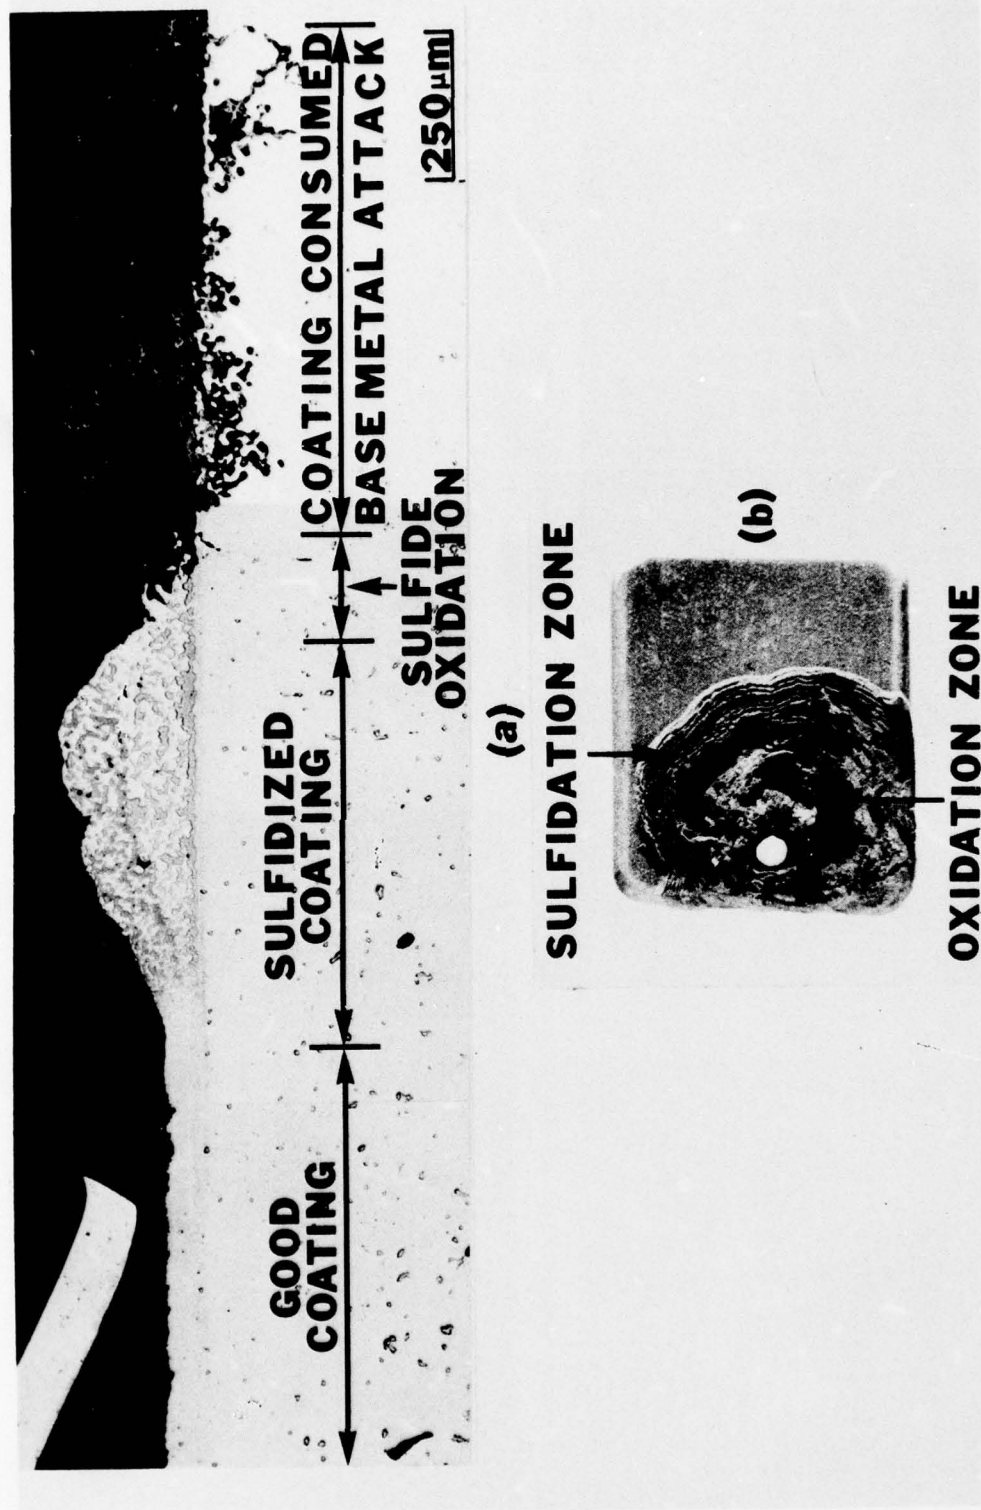 GOOD
COATING
SULFIDIZED
COATING
SULFIDE
OXIDATION
COATING CONSUMED
BASE METAL ATTACK
250μm
(a)
SULFIDATION ZONE
OXIDATION ZONE
(b)